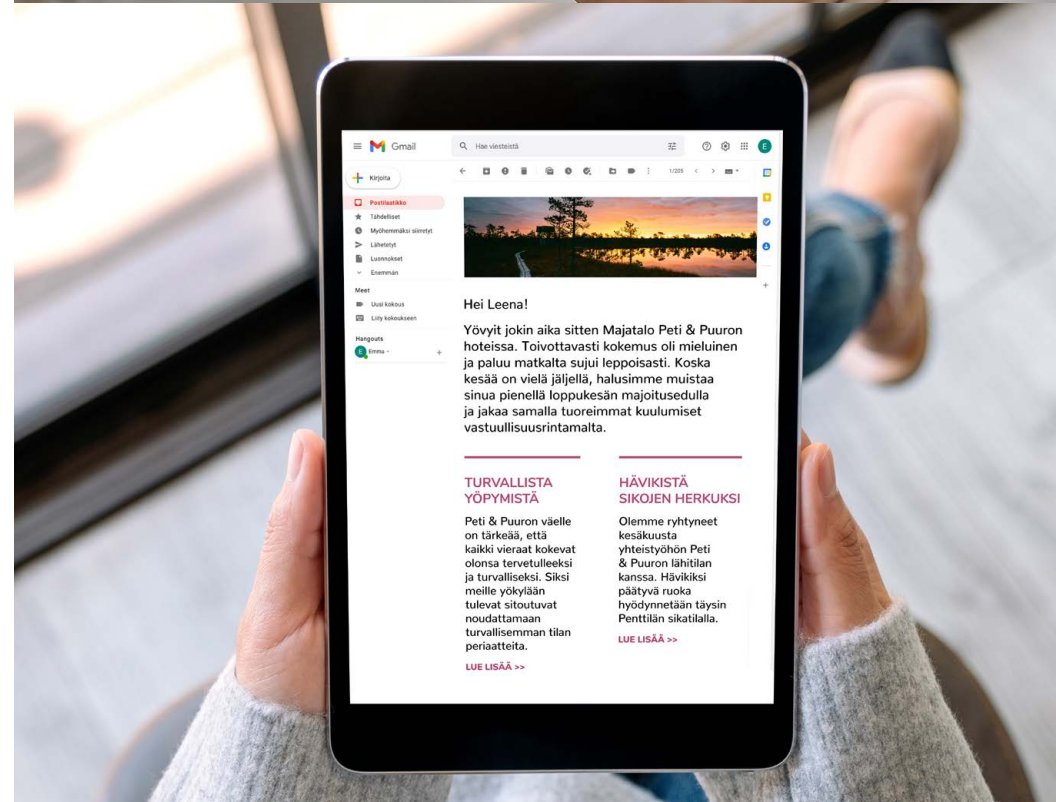 Gmail
Hae viesteistä
E
Kirjoita
1/205
Postilaatikko
Tähdelliset
Myöhemmäksi siirretyt
Lähetetyt
Luonnokset
Enemmän
Meet
Uusi kokous
Liity kokoukseen
Hangouts
E Emma
Hei Leena!
Yövyit jokin aika sitten Majatalo Peti & Puuron
hoteissa. Toivottavasti kokemus oli mieluinen
ja paluu matkalta sujui leppoisasti. Koska
kesää on vielä jäljellä, halusimme muistaa
sinua pienellä loppukesän majoitusedulla
ja jakaa samalla tuoreimmat kuulumiset
vastuullisuusrintamalta.
TURVALLISTA
YÖPYMISTÄ
Peti & Puuron väelle
on tärkeää, että
kaikki vieraat kokevat
olonsa tervetulleeksi
ja turvalliseksi. Siksi
meille yökylään
tulevat sitoutuvat
noudattamaan
turvallisemman tilan
periaatteita.
LUE LISÄÄ >>
HÄVIKISTÄ
SIKOJEN HERKUKSI
Olemme ryhtyneet
kesäkuusta
yhteistyöhön Peti
& Puuron lähitilan
kanssa. Hävikiksi
päätyvä ruoka
hyödynnetään täysin
Penttilän sikatilalla.
LUE LISÄÄ >>